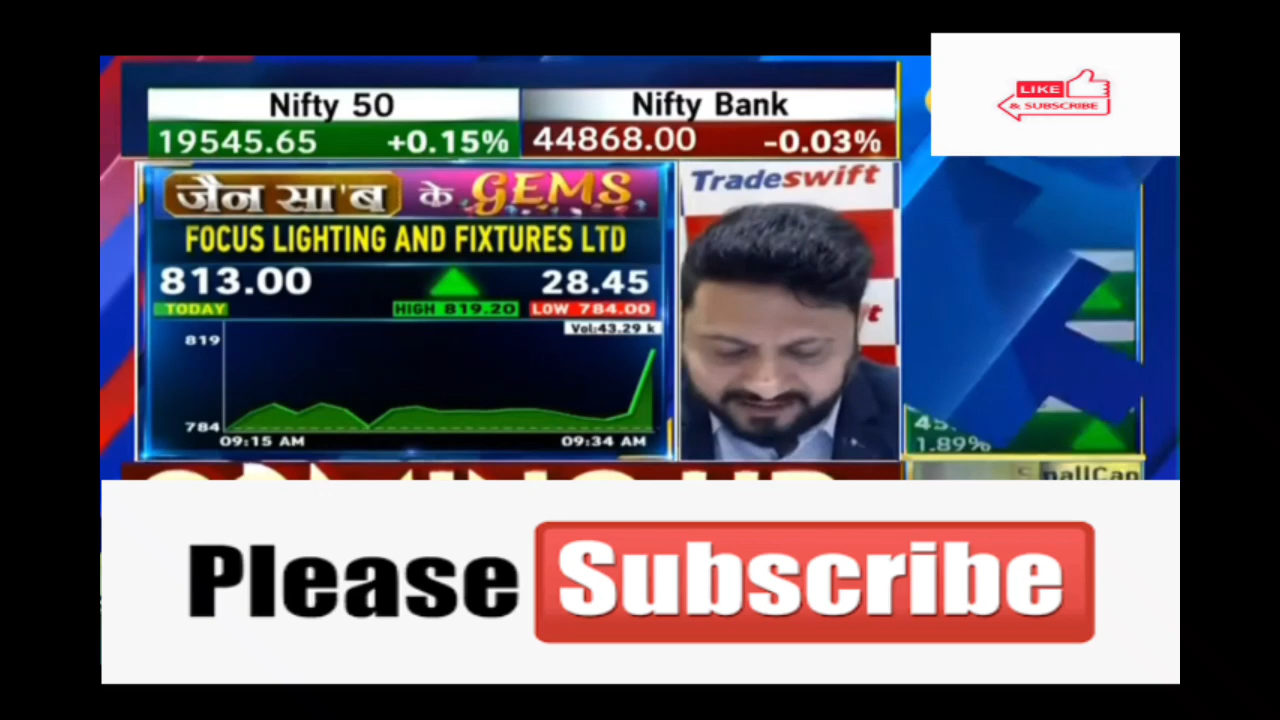 LIKE
& SUBSCRIBE
Nifty 50
19545.65 +0.15%
Nifty Bank
44868.00 -0.03%
जैन सा'ब के GEMS
FOCUS LIGHTING AND FIXTURES LTD
813.00 28.45
TODAY HIGH 819.20 LOW 784.00
Vol:43.29 k
819
784
09:15 AM 09:34 AM
Tradeswift
1.89%
Please Subscribe